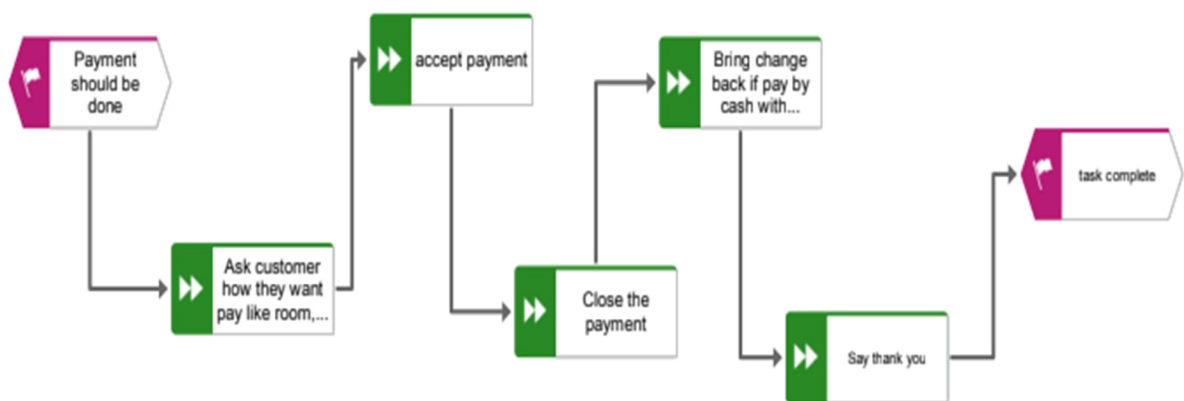 Payment
should be
done
Ask customer
how they want
pay like room,...
accept payment
Close the
payment
Bring change
back if pay by
cash with...
Say thank you
task complete